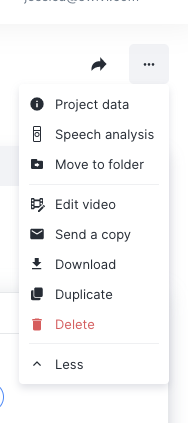 Project data
Speech analysis
Move to folder
Edit video
Send a copy
Download
Duplicate
Delete
Less